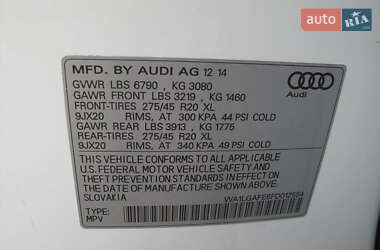 auto RIA.com
MFD. BY AUDI AG 12 14
GVWR LBS 6790 , KG 3080
GAWR FRONT LBS 3219 , KG 1460
FRONT-TIRES 275/45 R20 XL
9JX20 RIMS, AT 300 KPA 44 PSI COLD
GAWR REAR LBS 3913 , KG 1775
REAR-TIRES 275/45 R20 XL
9JX20 RIMS, AT 340 KPA 49 PSI COLD
THIS VEHICLE CONFORMS TO ALL APPLICABLE
U.S. FEDERAL MOTOR VEHICLE SAFETY
AND THEFT PREVENTION STANDARDS IN EFFECT
ON THE DATE OF MANUFACTURE SHOWN ABOVE.
SLOVAKIA
TYPE:
MPV
Audi